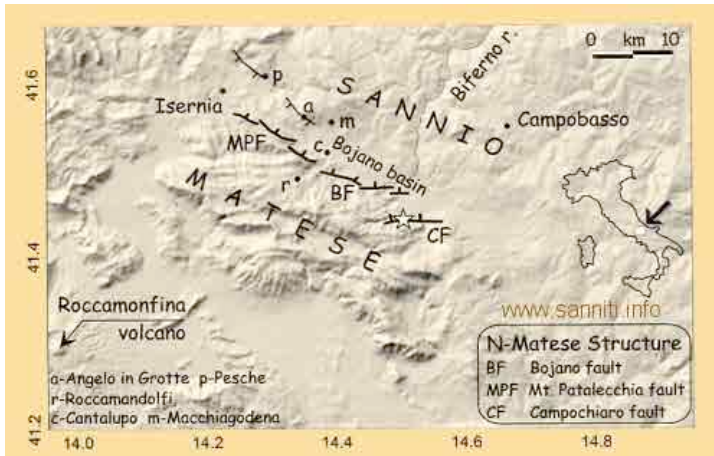 0 km 10
41.6
41.4
41.2
SANNIO
Biferno r.
p
Isernia
a
m
Campobasso
MPF
c
Bojano basin
r
BF
MATESE
CF
Roccamonfina
volcano
www.sanniti.info
N-Matese Structure
BF Bojano fault
MPF Mt. Patalecchia fault
CF Campochiaro fault
a-Angelo in Grotte p-Pesche
r-Roccamandolfi,
c-Cantalupo m-Macchiagodena
14.0 14.2 14.4 14.6 14.8